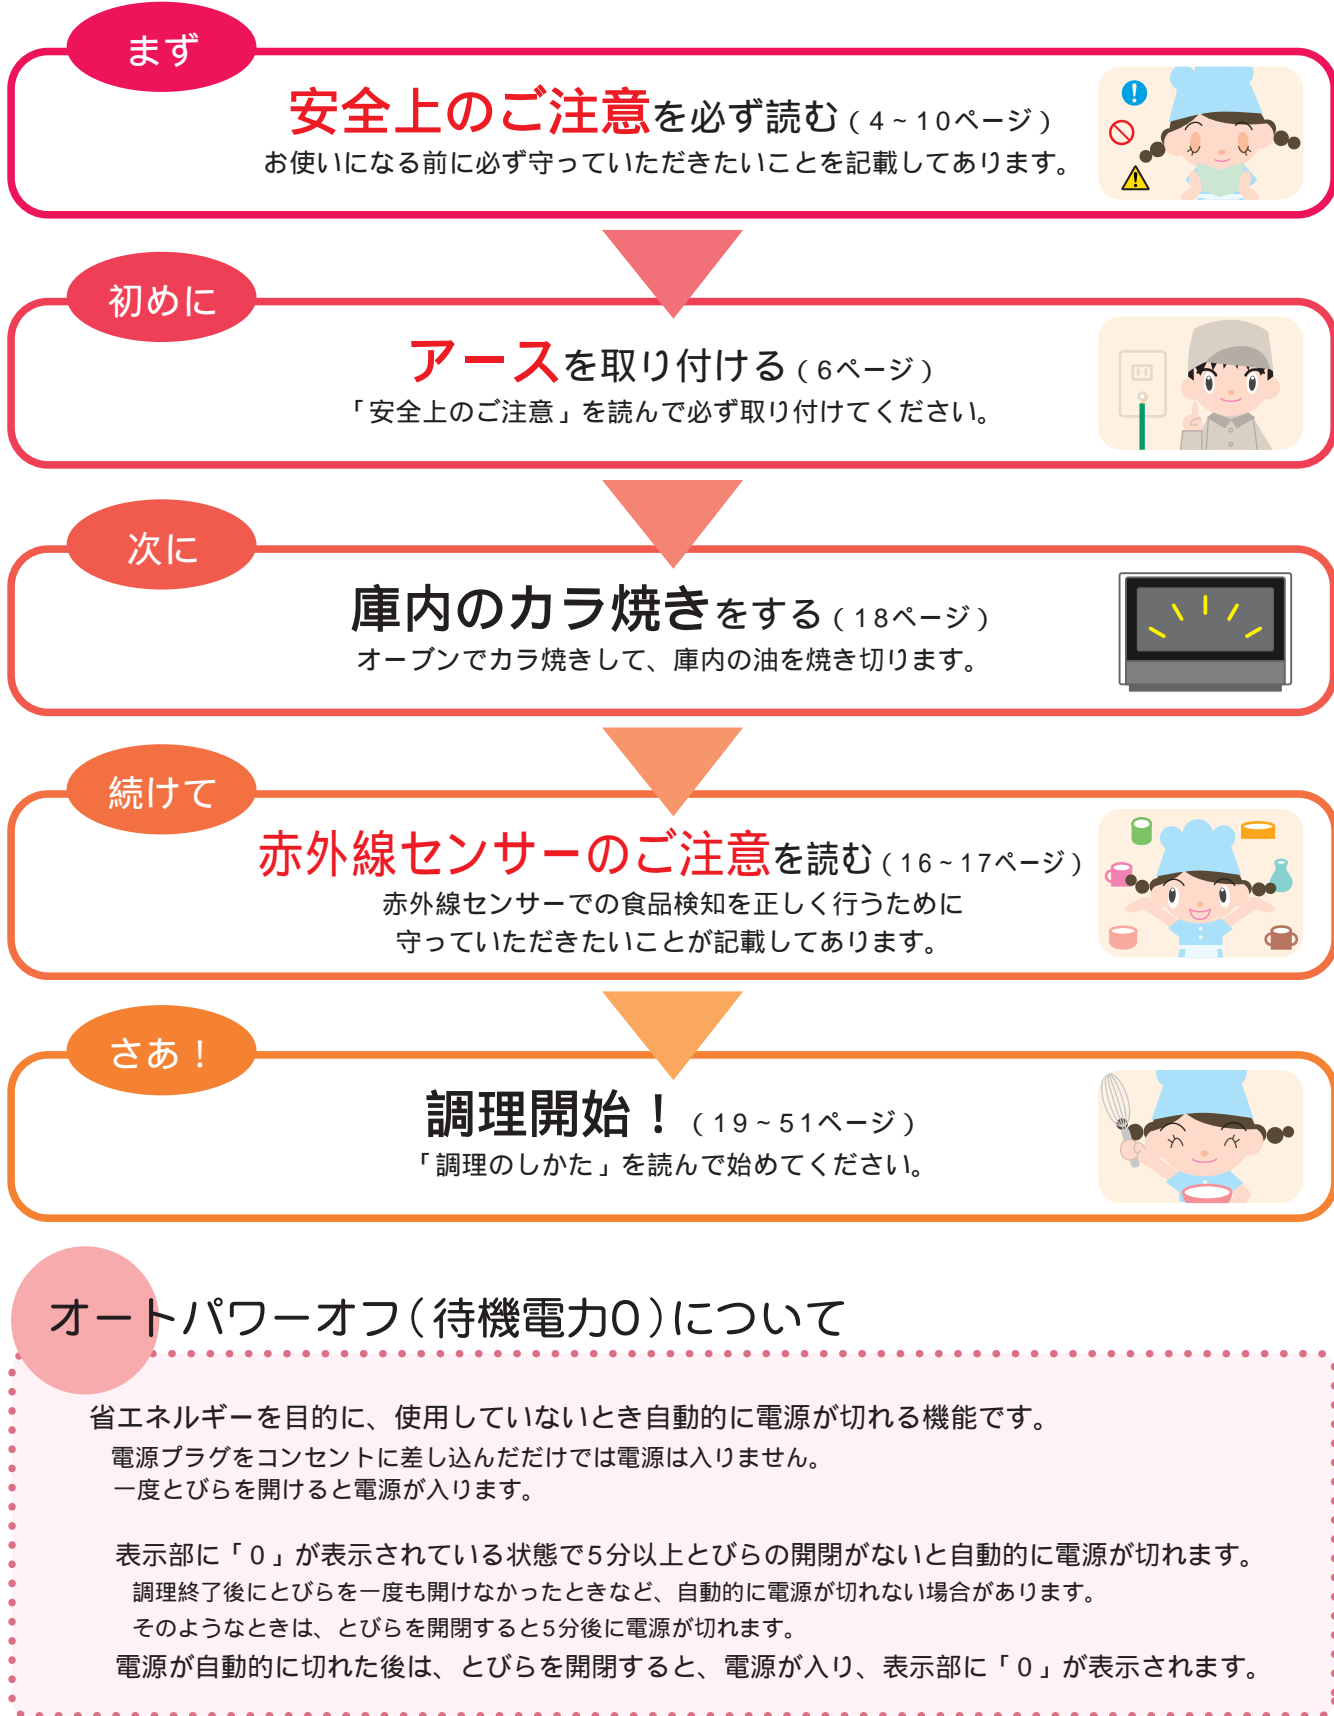 まず
安全上のご注意を必ず読む(4~10ページ)
お使いになる前に必ず守っていただきたいことを記載してあります。
初めに
アースを取り付ける(6ページ)
「安全上のご注意」を読んで必ず取り付けてください。
次に
庫内のカラ焼きをする(18ページ)
オーブンでカラ焼きして、庫内の油を焼き切ります。
続けて
赤外線センサーのご注意を読む(16~17ページ)
赤外線センサーでの食品検知を正しく行うために
守っていただきたいことが記載してあります。
さあ!
調理開始!(19~51ページ)
「調理のしかた」を読んで始めてください。
オートパワーオフ(待機電力0)について
省エネルギーを目的に、使用していないとき自動的に電源が切れる機能です。
電源プラグをコンセントに差し込んだだけでは電源は入りません。
一度とびらを開けると電源が入ります。
表示部に「0」が表示されている状態で5分以上とびらの開閉がないと自動的に電源が切れます。
調理終了後にとびらを一度も開けなかったときなど、自動的に電源が切れない場合があります。
そのようなときは、とびらを開閉すると5分後に電源が切れます。
電源が自動的に切れた後は、とびらを開閉すると、電源が入り、表示部に「0」が表示されます。